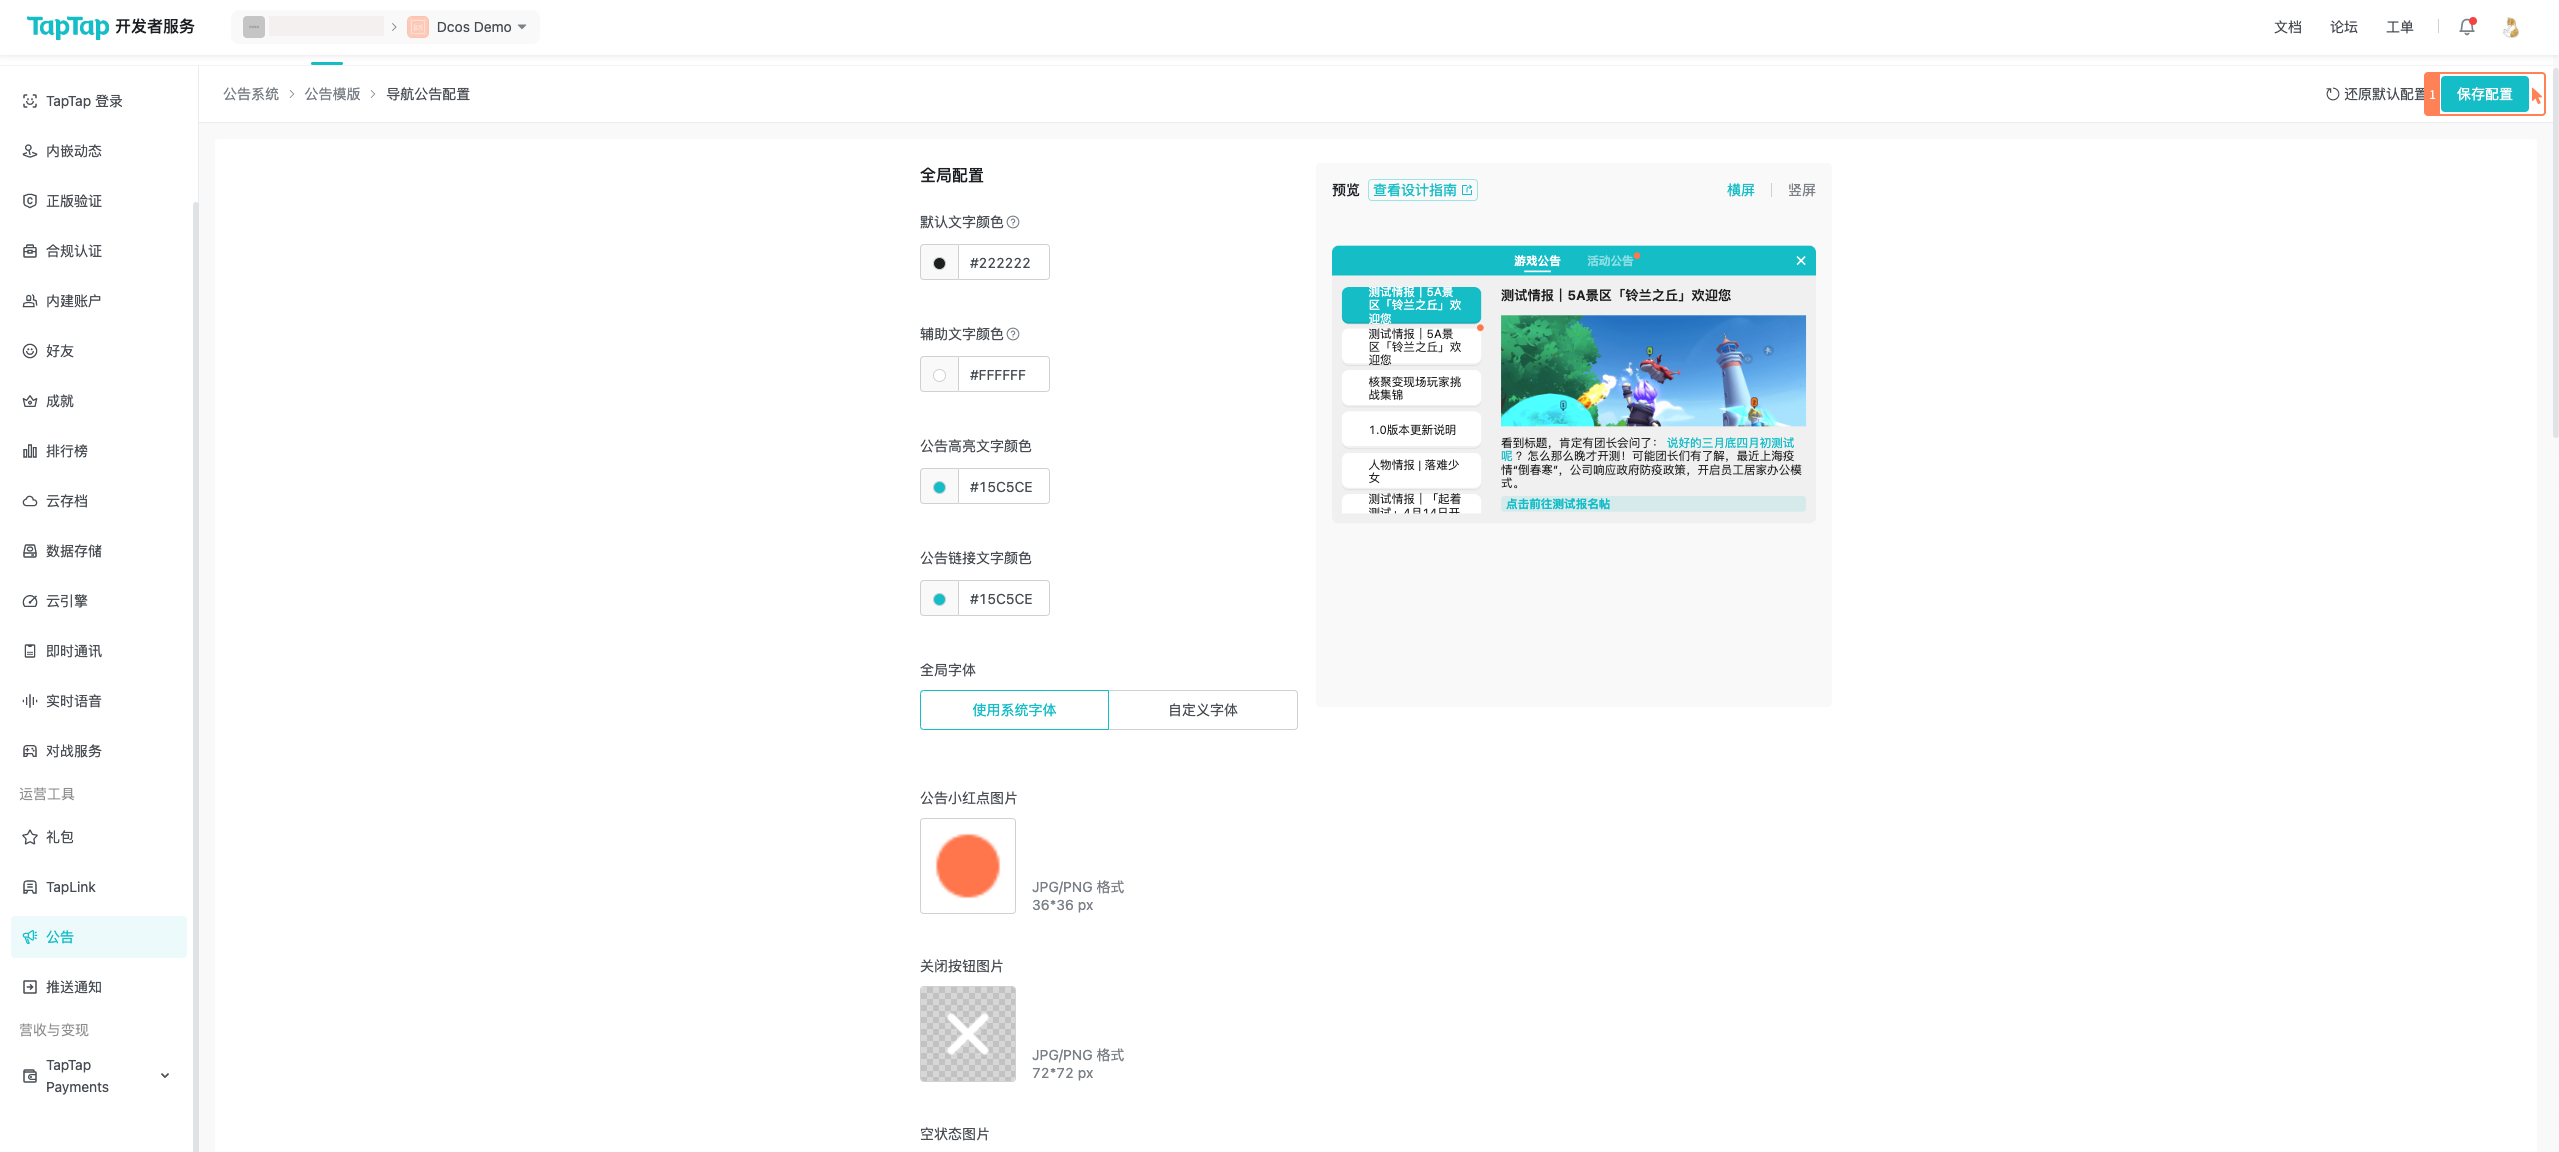 TapTap 开发者服务
Dcos Demo
文档
论坛
工单
TapTap 登录
内嵌动态
正版验证
合规认证
内建账户
好友
成就
排行榜
云存档
数据存储
云引擎
即时通讯
实时语音
对战服务
运营工具
礼包
TapLink
公告
推送通知
营收与变现
TapTap
Payments
公告系统 > 公告模版 > 导航公告配置
还原默认配置
1
保存配置
全局配置
默认文字颜色
#222222
辅助文字颜色
#FFFFFF
公告高亮文字颜色
#15C5CE
公告链接文字颜色
#15C5CE
全局字体
使用系统字体
自定义字体
公告小红点图片
JPG/PNG 格式
36*36 px
关闭按钮图片
JPG/PNG 格式
72*72 px
空状态图片
预览
查看设计指南
横屏
竖屏
游戏公告
活动公告
测试情报｜5A景
区「铃兰之丘」欢
迎您
测试情报｜5A景
区「铃兰之丘」欢
迎您
核聚变现场玩家挑
战集锦
1.0版本更新说明
人物情报 | 落难少
女
测试情报｜「起着
测试」4月14日开
测试情报｜5A景区「铃兰之丘」欢迎您
看到标题，肯定有团长会问了： 说好的三月底四月初测试
呢？怎么那么晚才开测！可能团长们有了解，最近上海疫
情“倒春寒”，公司响应政府防疫政策，开启员工居家办公模
式。
点击前往测试报名帖